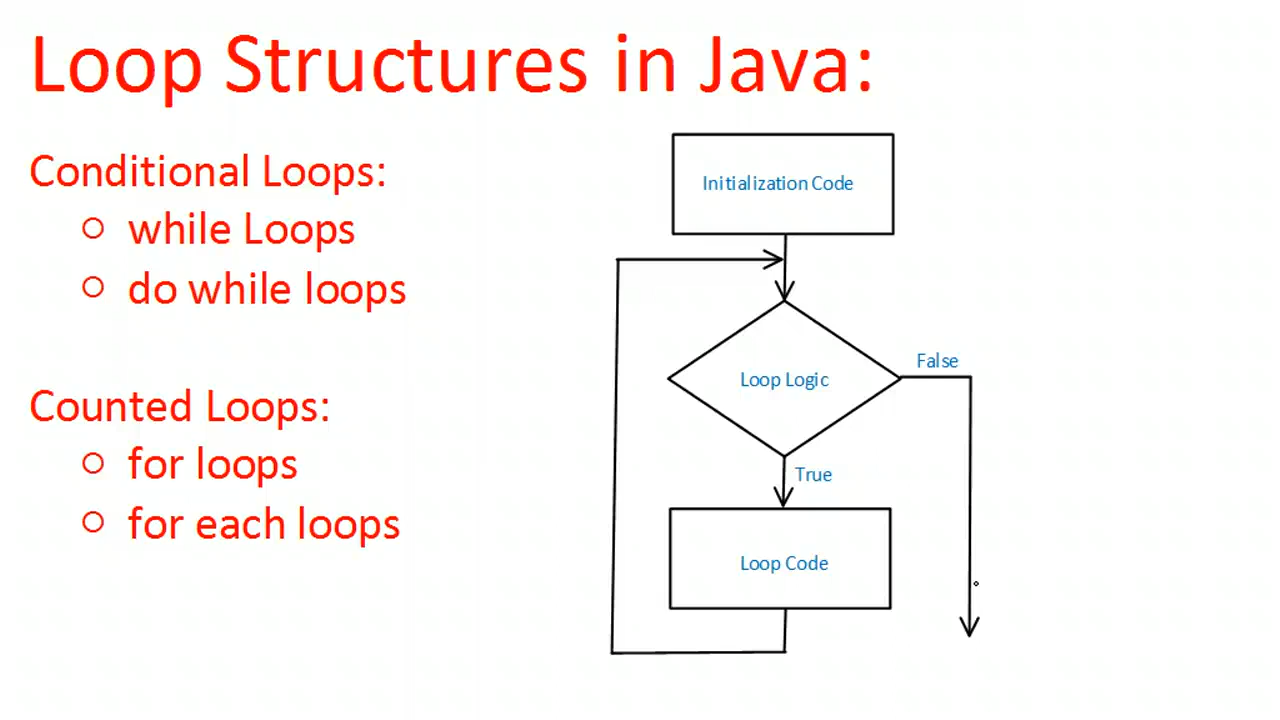 Loop Structures in Java:
Conditional Loops:
while Loops
do while loops
Counted Loops:
for loops
for each loops
Initialization Code
Loop Logic
False
True
Loop Code